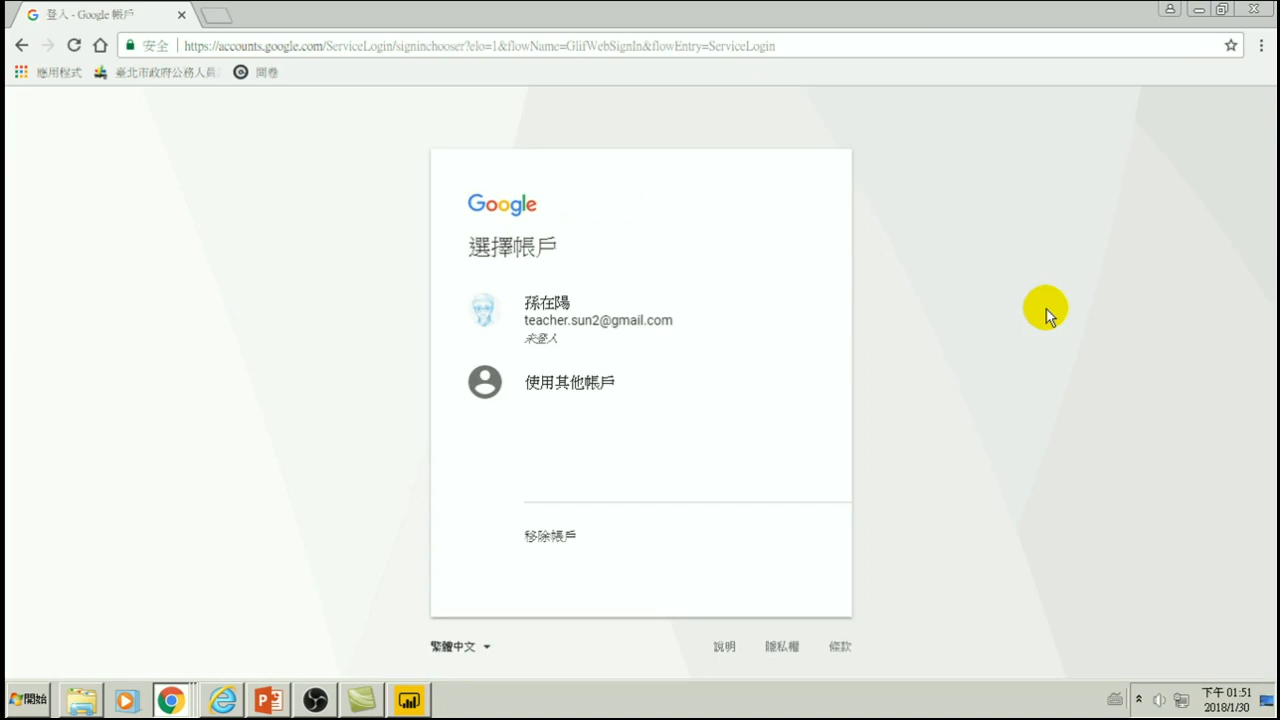 登入 - Google 帳戶
安全
https://accounts.google.com/ServiceLogin/signinchooser?elo=1&flowName=GlifWebSignIn&flowEntry=ServiceLogin
應用程式 臺北市政府公務人員 問卷
Google
選擇帳戶
孫在陽
teacher.sun2@gmail.com
未登入
使用其他帳戶
移除帳戶
繁體中文 說明 隱私權 條款
開始
下午 01:51
2018/1/30